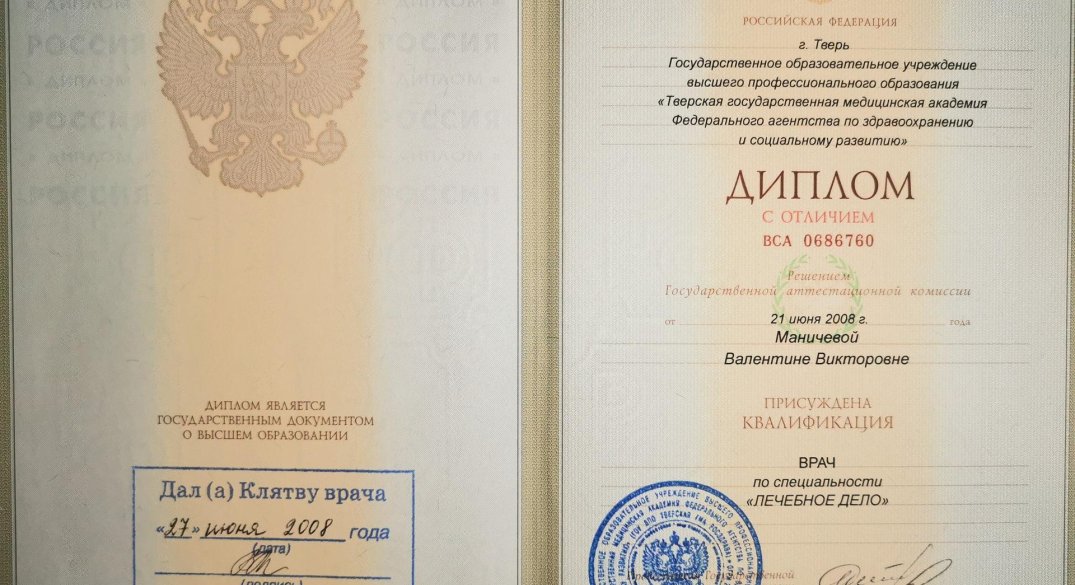 ДИПЛОМ ЯВЛЯЕТСЯ
ГОСУДАРСТВЕННЫМ ДОКУМЕНТОМ
О ВЫСШЕМ ОБРАЗОВАНИИ
Дал (а) Клятву врача
«27» июня 2008 года
(дата)
(подпись)
РОССИЙСКАЯ ФЕДЕРАЦИЯ
г. Тверь
Государственное образовательное учреждение
высшего профессионального образования
«Тверская государственная медицинская академия
Федерального агентства по здравоохранению
и социальному развитию»
ДИПЛОМ
С ОТЛИЧИЕМ
ВСА 0686760
Решением
Государственной аттестационной комиссии
от 21 июня 2008 г. года
Маничевой
Валентине Викторовне
ПРИСУЖДЕНА
КВАЛИФИКАЦИЯ
ВРАЧ
по специальности
«ЛЕЧЕБНОЕ ДЕЛО»
Государственной